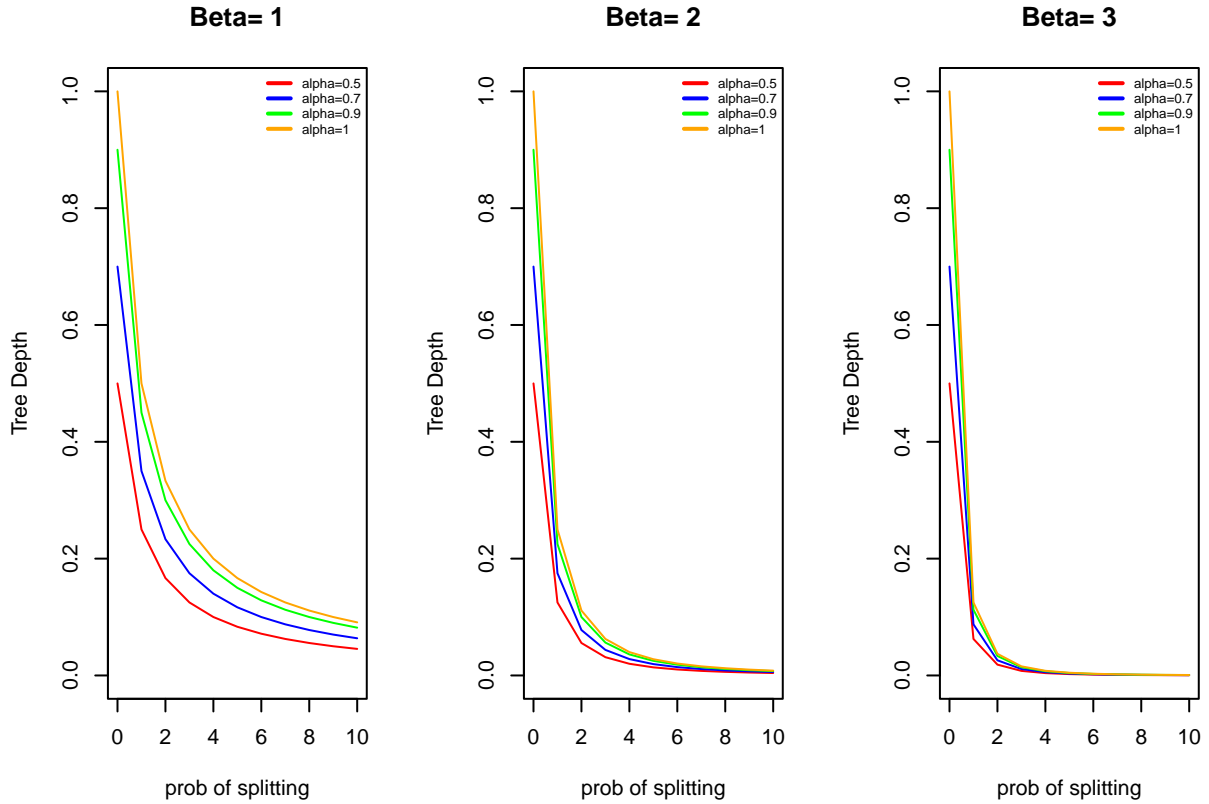 Beta= 1
alpha=0.5
alpha=0.7
alpha=0.9
alpha=1
Tree Depth
0.0 0.2 0.4 0.6 0.8 1.0
0 2 4 6 8 10
prob of splitting
Beta= 2
alpha=0.5
alpha=0.7
alpha=0.9
alpha=1
Tree Depth
0.0 0.2 0.4 0.6 0.8 1.0
0 2 4 6 8 10
prob of splitting
Beta= 3
alpha=0.5
alpha=0.7
alpha=0.9
alpha=1
Tree Depth
0.0 0.2 0.4 0.6 0.8 1.0
0 2 4 6 8 10
prob of splitting